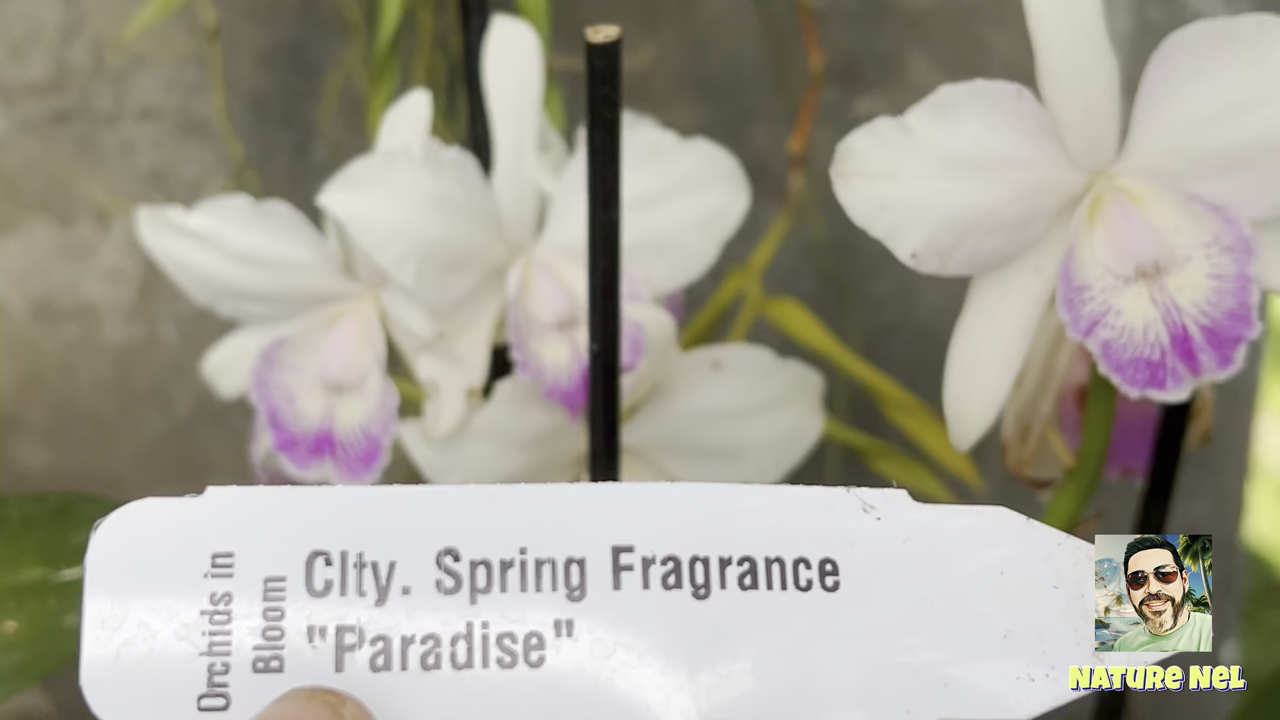 Orchids in
Bloom
Clty. Spring Fragrance
"Paradise"
NATURE NEL